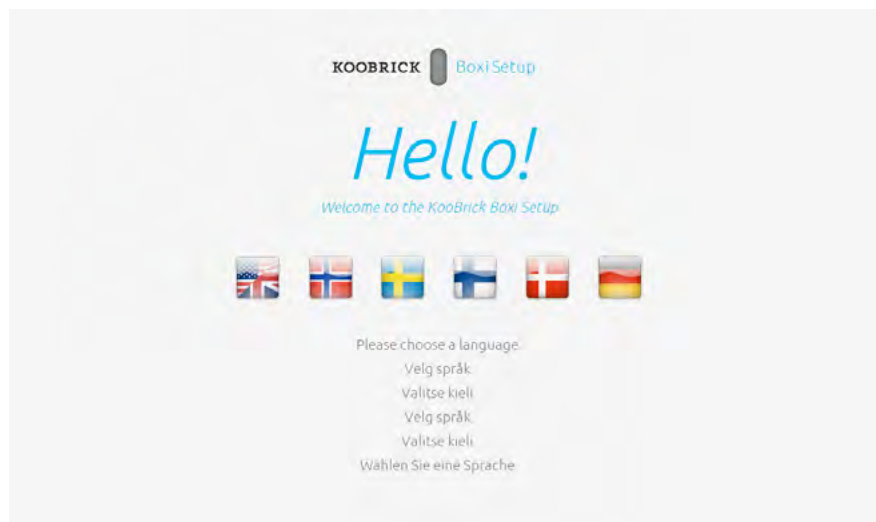 KOOBRICK Boxi Setup
Hello!
Welcome to the KooBrick Boxi Setup
Please choose a language.
Velg språk.
Valitse kieli.
Velg språk.
Valitse kieli.
Wählen Sie eine Sprache